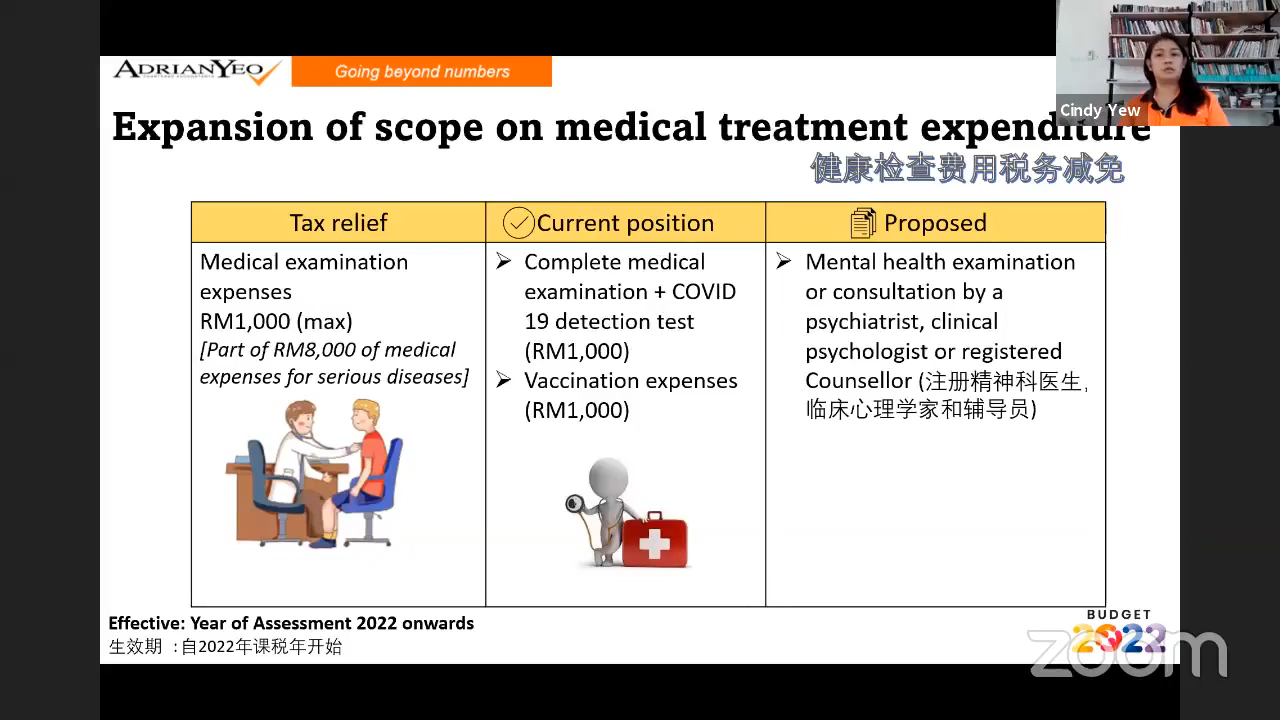 ADRIANYEO
CHARTERED ACCOUNTANTS
Going beyond numbers
Cindy Yew
Expansion of scope on medical treatment expenditure
健康检查费用税务减免
Tax relief
Current position
Proposed
Medical examination
expenses
RM1,000 (max)
[Part of RM8,000 of medical
expenses for serious diseases]
➢ Complete medical
examination + COVID
19 detection test
(RM1,000)
➢ Vaccination expenses
(RM1,000)
➢ Mental health examination
or consultation by a
psychiatrist, clinical
psychologist or registered
Counsellor (注册精神科医生,
临床心理学家和辅导员)
Effective: Year of Assessment 2022 onwards
生效期 :自2022年课税年开始
BUDGET
2022
zoom